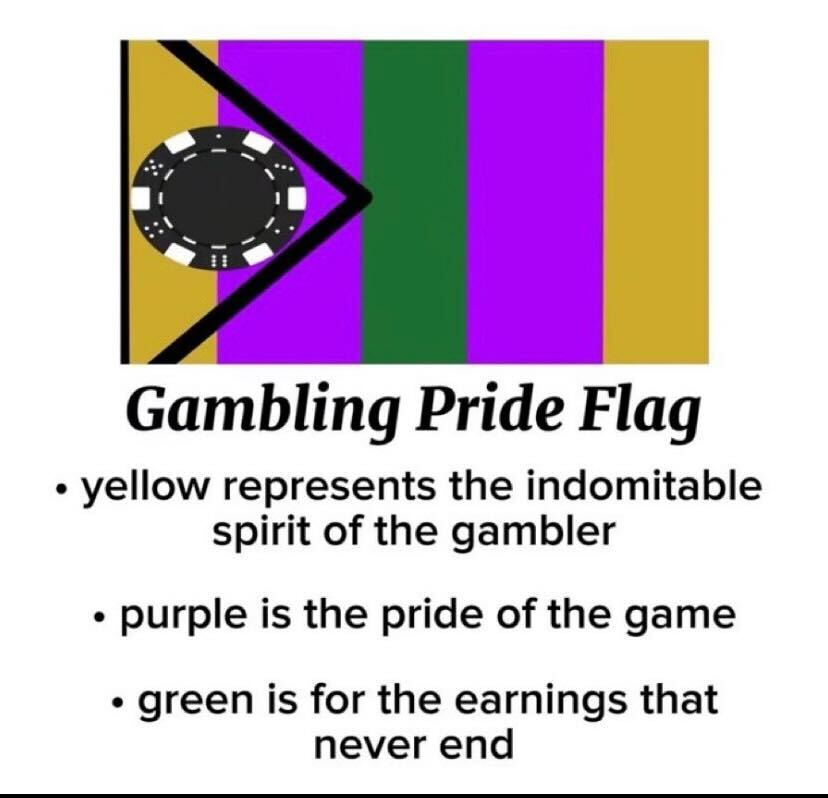 Gambling Pride Flag
• yellow represents the indomitable
spirit of the gambler
• purple is the pride of the game
• green is for the earnings that
never end